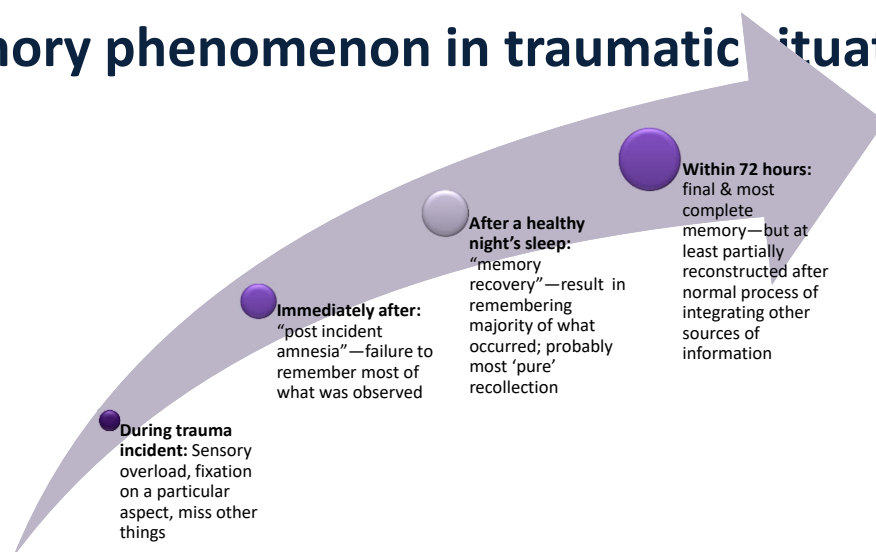 nory phenomenon in traumatic situat
During trauma
incident: Sensory
overload, fixation
on a particular
aspect, miss other
things
Immediately after:
“post incident
amnesia”—failure to
remember most of
what was observed
After a healthy
night’s sleep:
“memory
recovery”—result in
remembering
majority of what
occurred; probably
most ‘pure’
recollection
Within 72 hours:
final & most
complete
memory—but at
least partially
reconstructed after
normal process of
integrating other
sources of
information